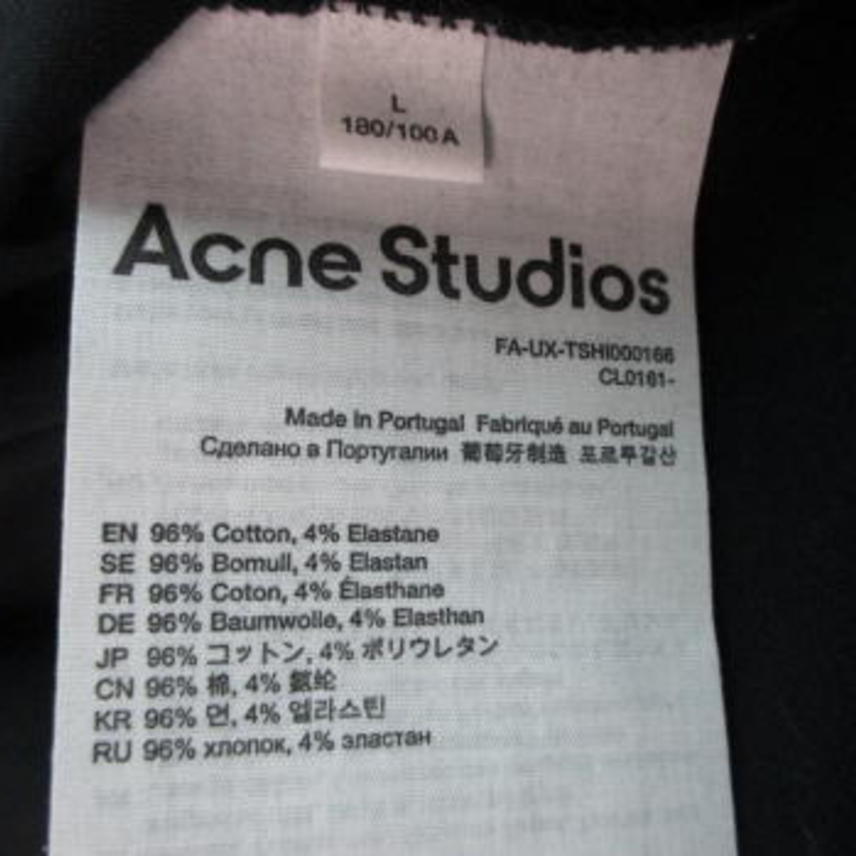 L
180/100A
Acne Studios
FA-UX-TSHI000166
CL0161-
Made in Portugal Fabriqué au Portugal
Сделано в Португалии 葡萄牙制造 포르투갈산
EN 96% Cotton, 4% Elastane
SE 96% Bomull, 4% Elastan
FR 96% Coton, 4% Élasthane
DE 96% Baumwolle, 4% Elasthan
JP 96% コットン, 4% ポリウレタン
CN 96% 棉, 4% 氨纶
KR 96% 면, 4% 엘라스틴
RU 96% хлопок, 4% эластан